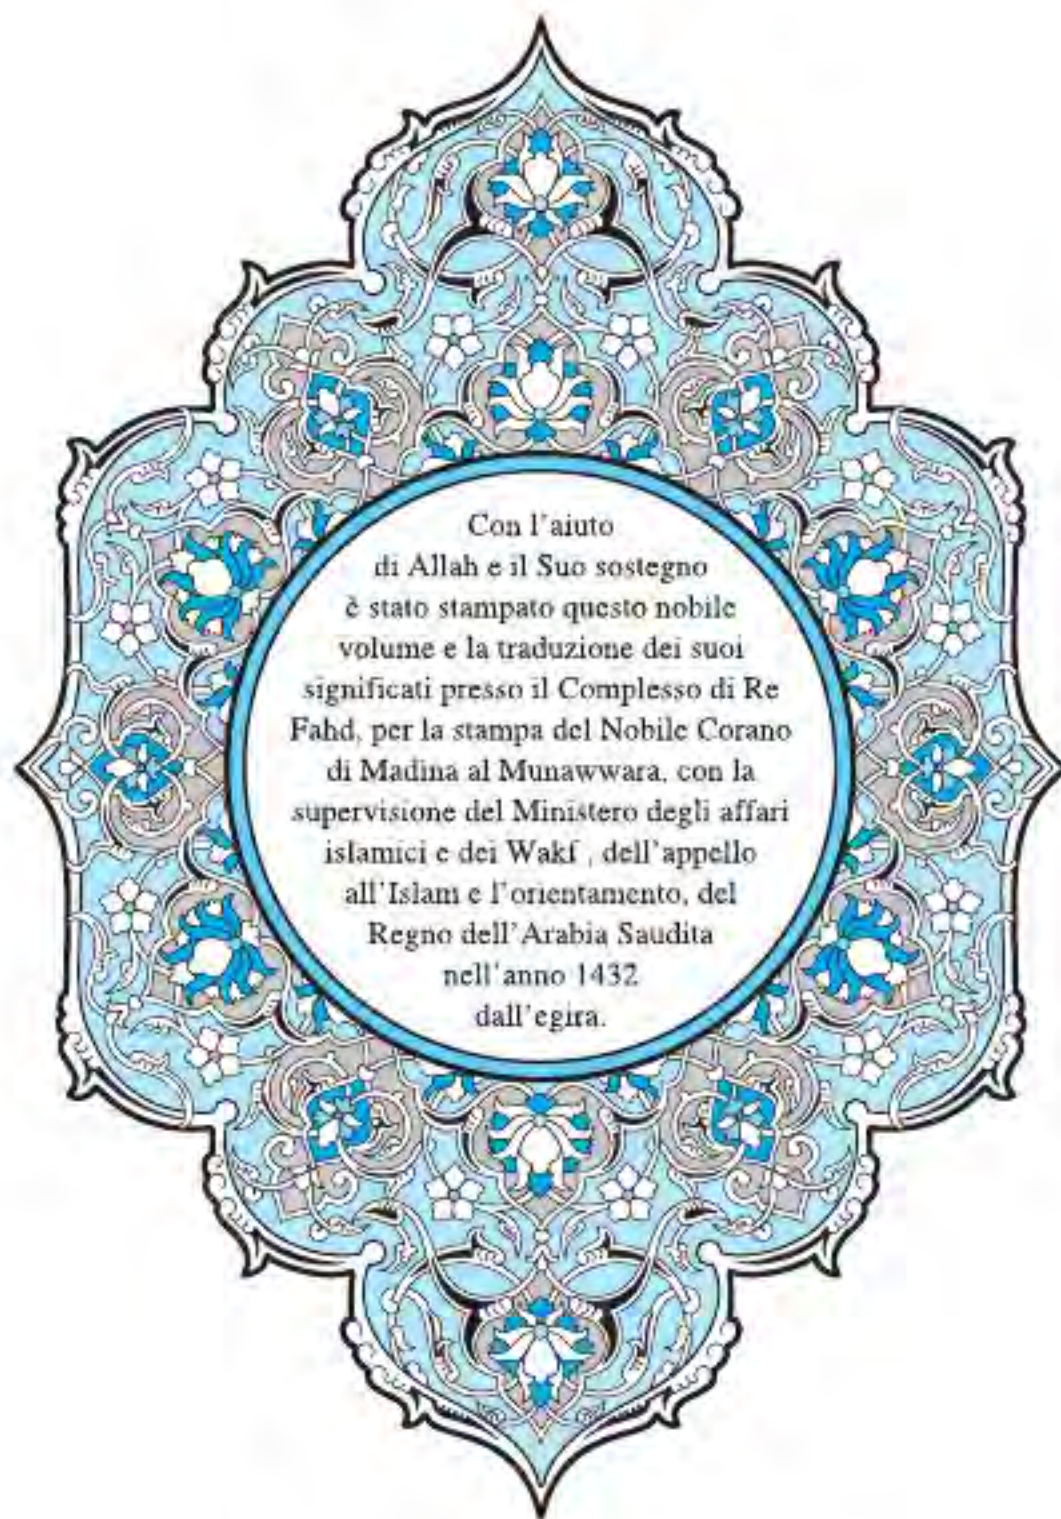 Con l'aiuto
di Allah e il Suo sostegno
è stato stampato questo nobile
volume e la traduzione dei suoi
significati presso il Complesso di Re
Fahd, per la stampa del Nobile Corano
di Madina al Munawwara, con la
supervisione del Ministero degli affari
islamici e dei Wakf , dell'appello
all'Islam e l'orientamento, del
Regno dell'Arabia Saudita
nell'anno 1432
dall'egira.